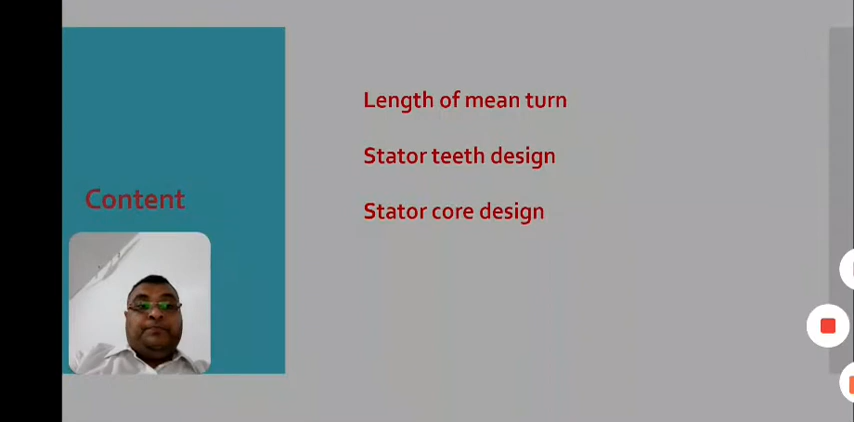 Content
Length of mean turn
Stator teeth design
Stator core design